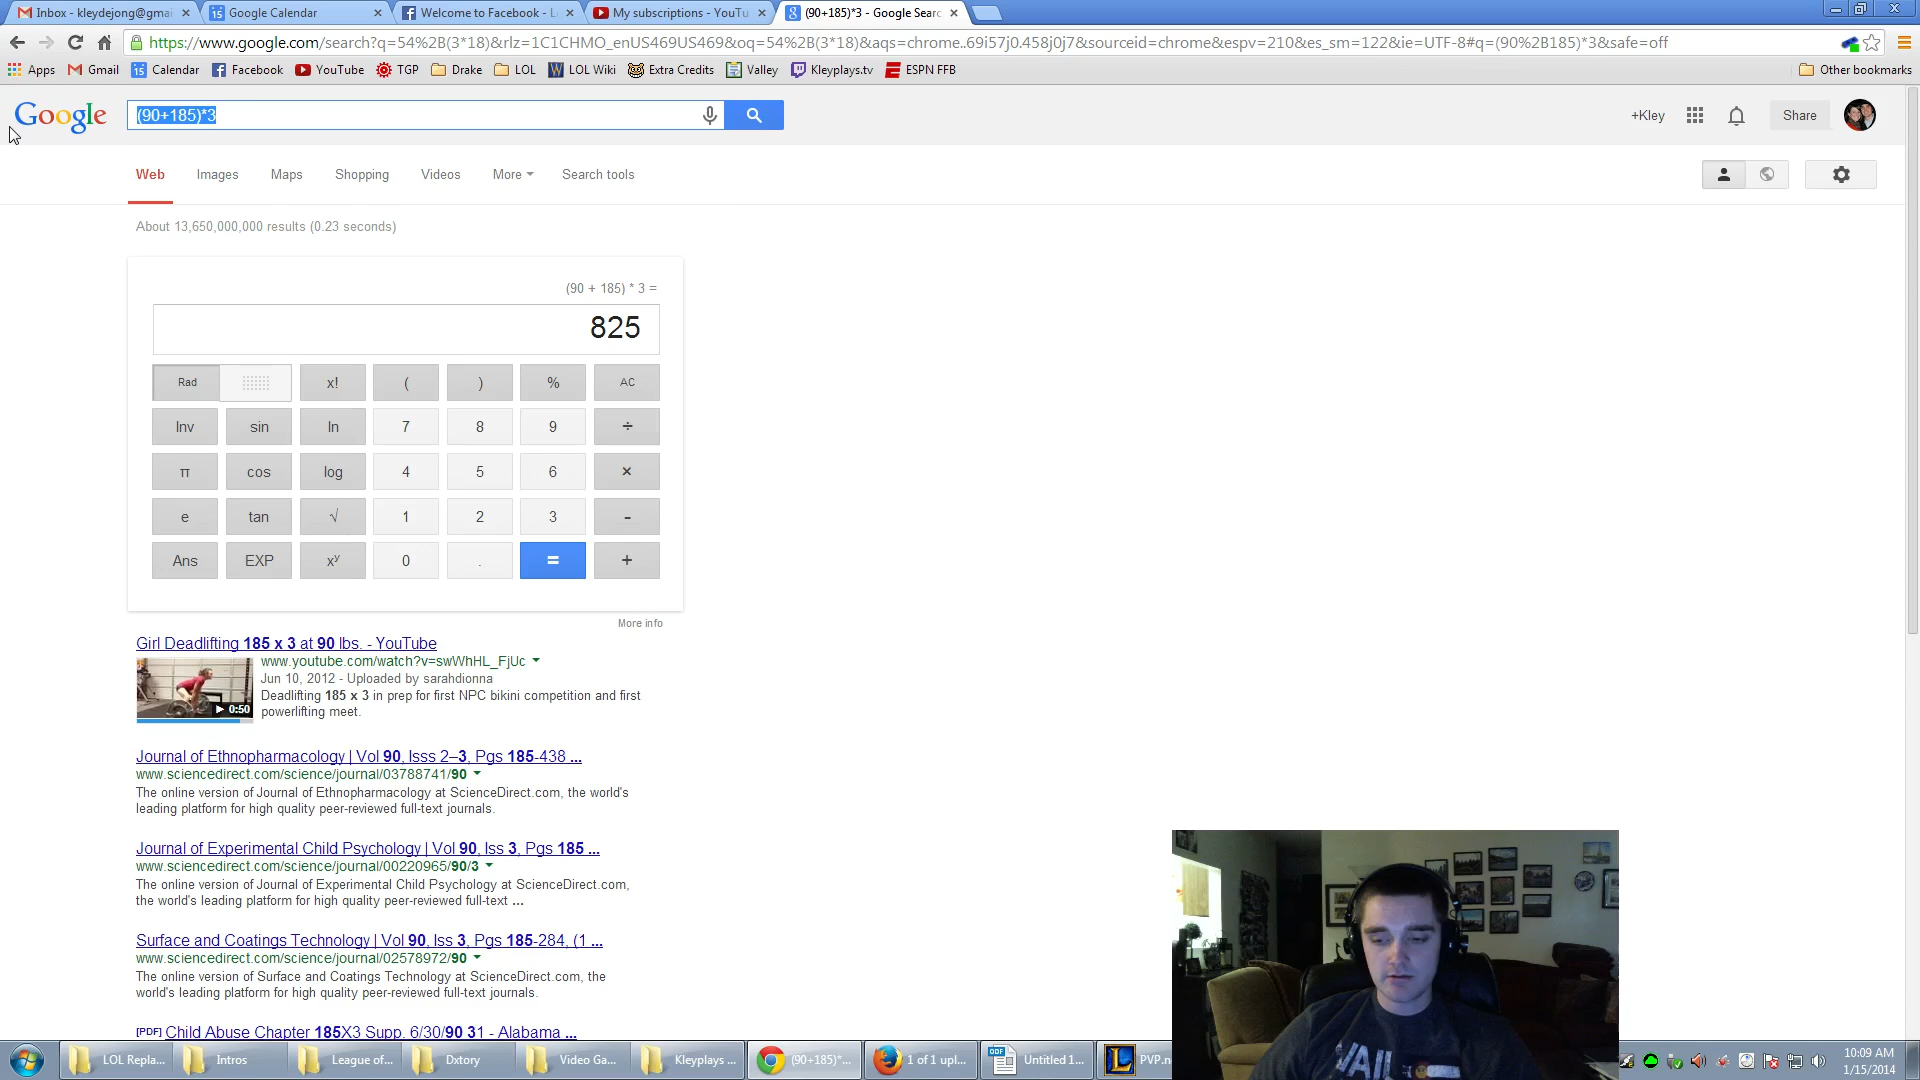 Inbox - kleydejong@gmai
Google Calendar
Welcome to Facebook - L
My subscriptions - YouTu
(90+185)*3 - Google Searc
https://www.google.com/search?q=54%2B(3*18)&rlz=1C1CHMO_enUS469US469&oq=54%2B(3*18)&aqs=chrome..69i57j0.458j0j7&sourceid=chrome&espv=210&es_sm=122&ie=UTF-8#q=(90%2B185)*3&safe=off
Apps Gmail Calendar Facebook YouTube TGP Drake LOL LOL Wiki Extra Credits Valley Kleyplays.tv ESPN FFB Other bookmarks
Google (90+185)*3 +Kley Share
Web Images Maps Shopping Videos More Search tools
About 13,650,000,000 results (0.23 seconds)
(90 + 185) * 3 =
825
Rad x! ( ) % AC
Inv sin ln 7 8 9 ÷
π cos log 4 5 6 ×
e tan √ 1 2 3 -
Ans EXP xʸ 0 . = +
More info
Girl Deadlifting 185 x 3 at 90 lbs. - YouTube
www.youtube.com/watch?v=swWhHL_FjUc
Jun 10, 2012 - Uploaded by sarahdionna
Deadlifting 185 x 3 in prep for first NPC bikini competition and first
powerlifting meet.
0:50
Journal of Ethnopharmacology | Vol 90, Isss 2–3, Pgs 185-438 ...
www.sciencedirect.com/science/journal/03788741/90
The online version of Journal of Ethnopharmacology at ScienceDirect.com, the world's
leading platform for high quality peer-reviewed full-text journals.
Journal of Experimental Child Psychology | Vol 90, Iss 3, Pgs 185 ...
www.sciencedirect.com/science/journal/00220965/90/3
The online version of Journal of Experimental Child Psychology at ScienceDirect.com,
the world's leading platform for high quality peer-reviewed full-text ...
Surface and Coatings Technology | Vol 90, Iss 3, Pgs 185-284, (1 ...
www.sciencedirect.com/science/journal/02578972/90
The online version of Surface and Coatings Technology at ScienceDirect.com, the
world's leading platform for high quality peer-reviewed full-text journals.
[PDF] Child Abuse Chapter 185X3 Supp. 6/30/90 31 - Alabama ...
LOL Repla... Intros League of... Dxtory Video Ga... Kleyplays ... (90+185)*... 1 of 1 upl... Untitled 1... PVP.n
10:09 AM
1/15/2014